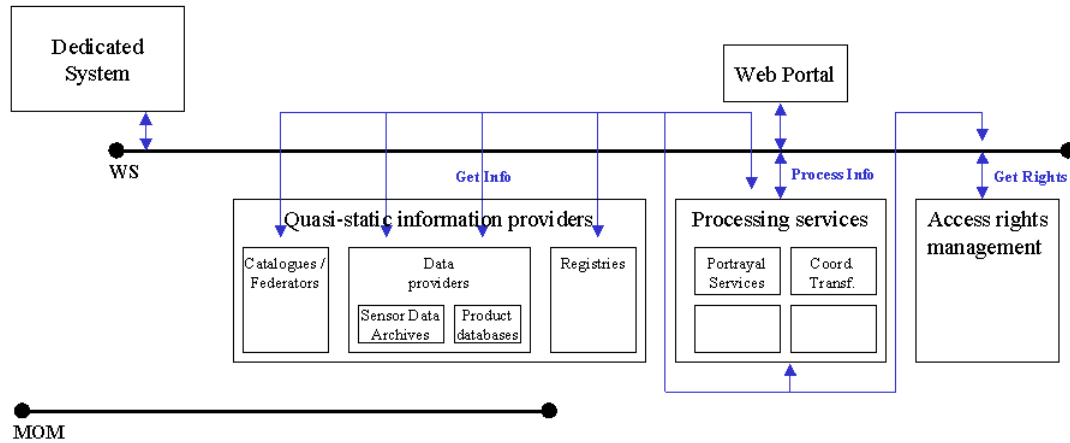 Dedicated
System
Web Portal
WS
Get Info
Process Info
Get Rights
Quasi-static information providers
Processing services
Access rights
management
Catalogues /
Federators
Data
providers
Registries
Portrayal
Services
Coord.
Transf.
Sensor Data
Archives
Product
databases
MOM